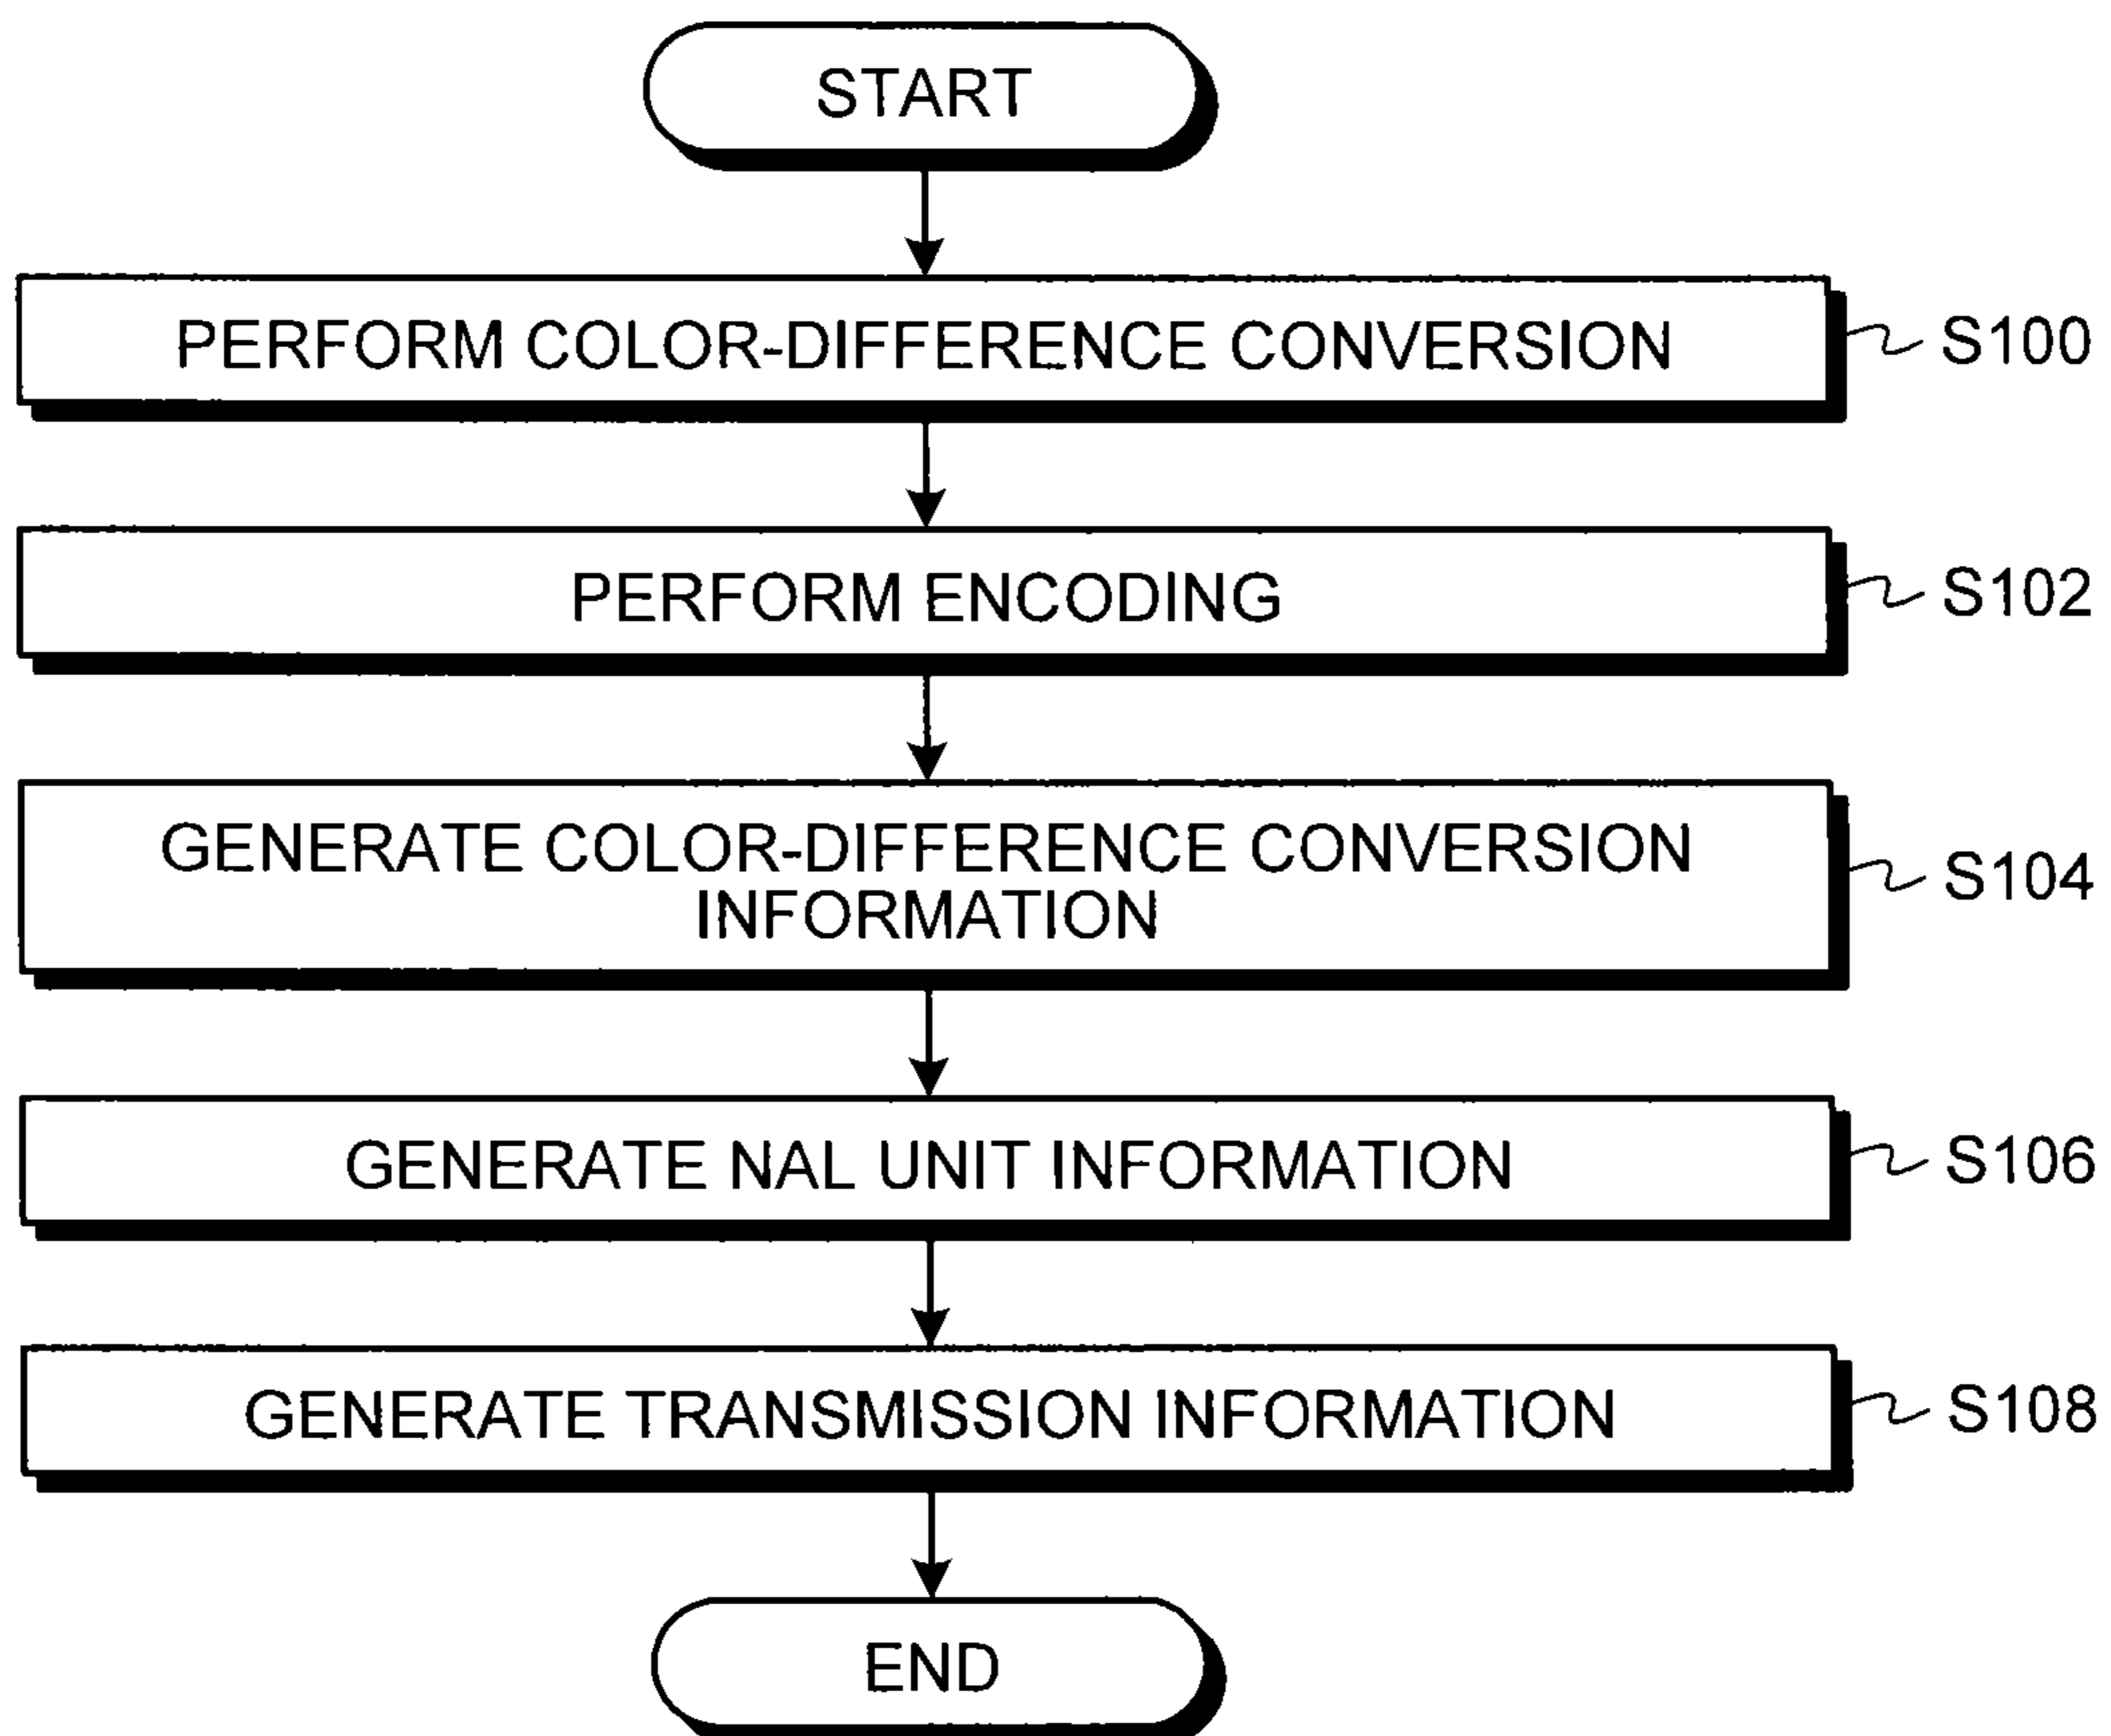 START
PERFORM COLOR-DIFFERENCE CONVERSION
S100
PERFORM ENCODING
S102
GENERATE COLOR-DIFFERENCE CONVERSION
INFORMATION
S104
GENERATE NAL UNIT INFORMATION
S106
GENERATE TRANSMISSION INFORMATION
S108
END